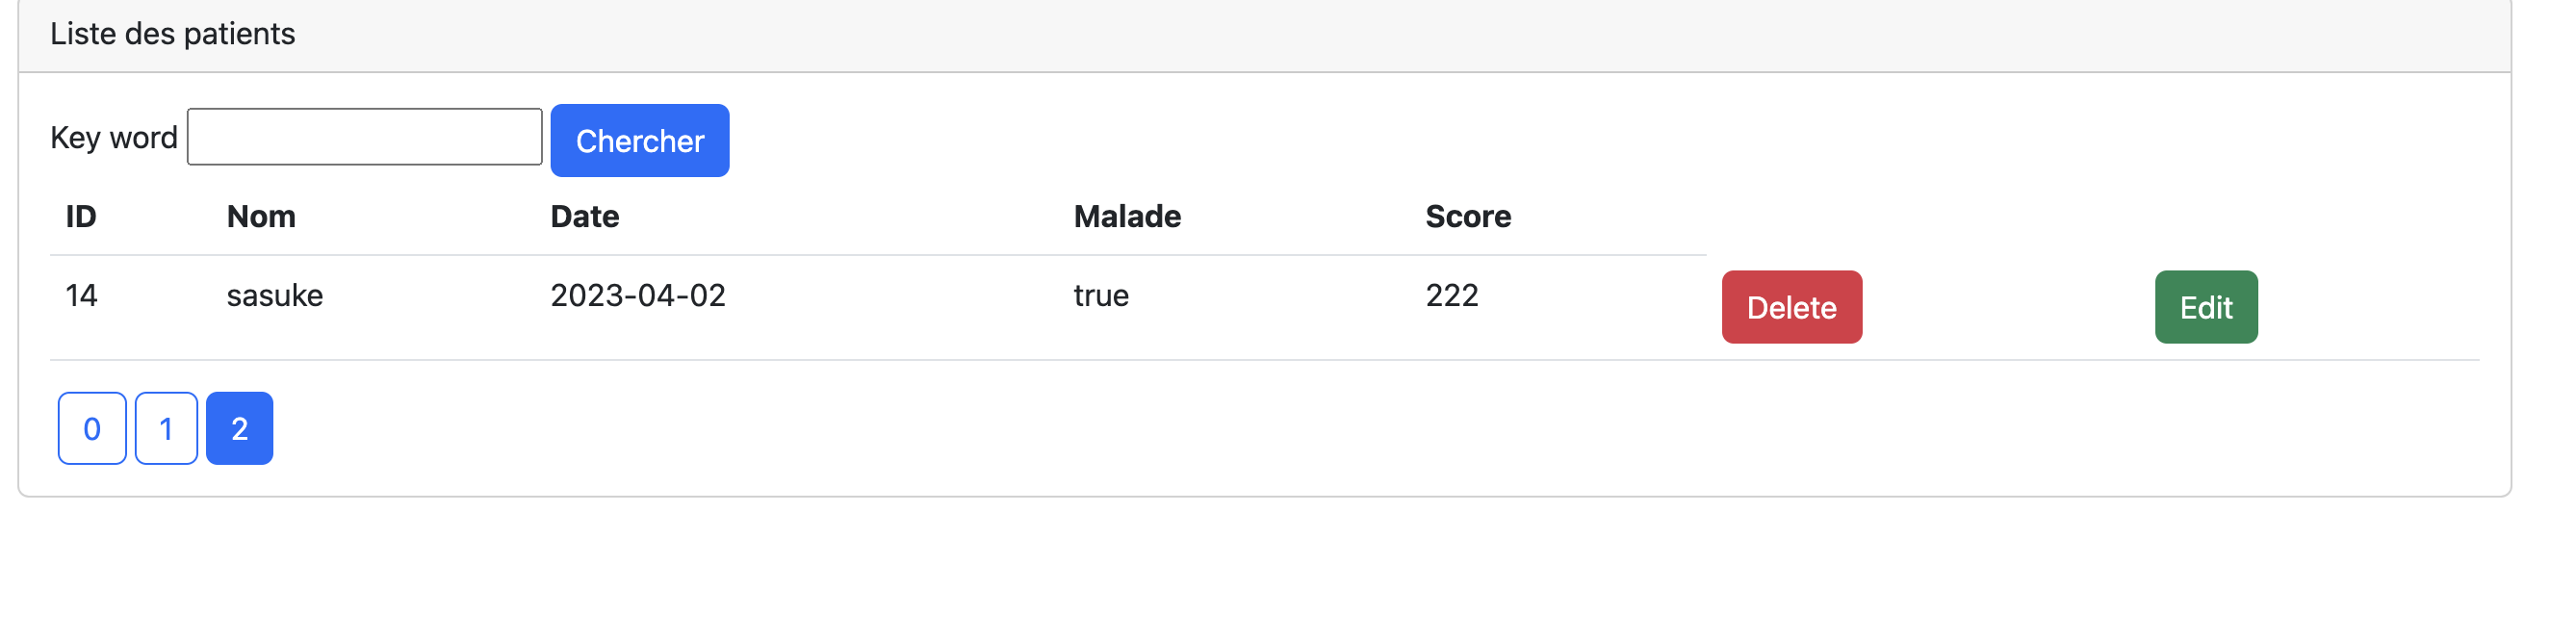 Liste des patients
Key word Chercher
ID Nom Date Malade Score
14 sasuke 2023-04-02 true 222 Delete Edit
0 1 2